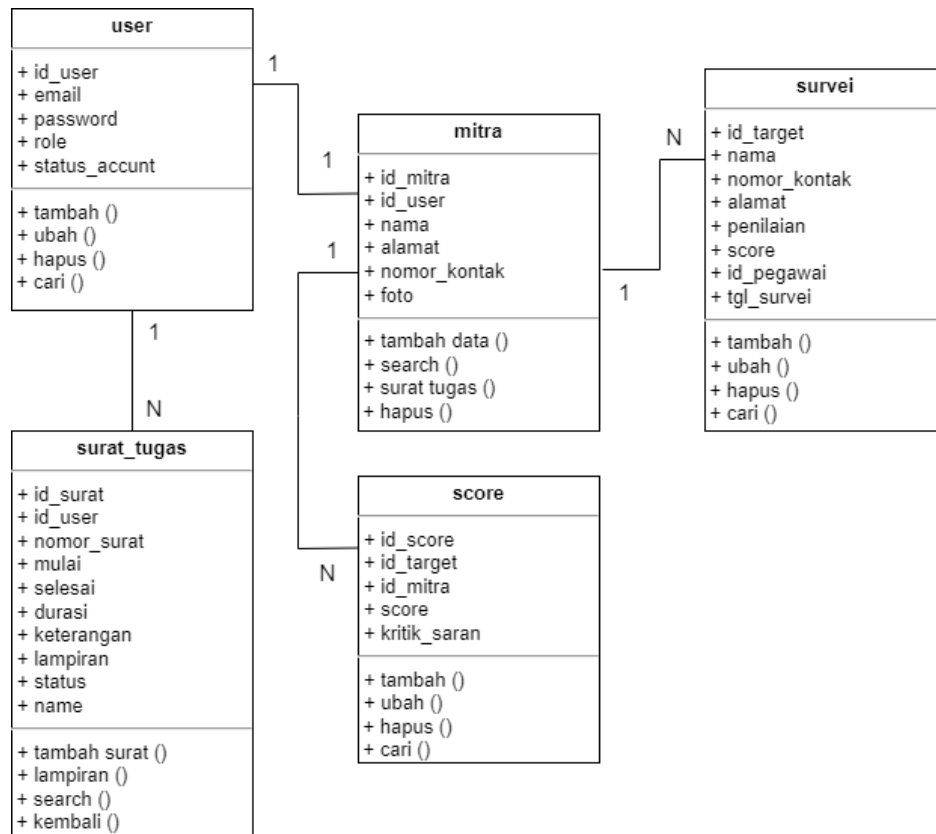 user
+ id_user
+ email
+ password
+ role
+ status_accunt
+ tambah ()
+ ubah ()
+ hapus ()
+ cari ()
1
1
mitra
+ id_mitra
+ id_user
+ nama
+ alamat
+ nomor_kontak
+ foto
+ tambah data ()
+ search ()
+ surat tugas ()
+ hapus ()
N
1
survei
+ id_target
+ nama
+ nomor_kontak
+ alamat
+ penilaian
+ score
+ id_pegawai
+ tgl_survei
+ tambah ()
+ ubah ()
+ hapus ()
+ cari ()
1
N
surat_tugas
+ id_surat
+ id_user
+ nomor_surat
+ mulai
+ selesai
+ durasi
+ keterangan
+ lampiran
+ status
+ name
+ tambah surat ()
+ lampiran ()
+ search ()
+ kembali ()
1
N
score
+ id_score
+ id_target
+ id_mitra
+ score
+ kritik_saran
+ tambah ()
+ ubah ()
+ hapus ()
+ cari ()